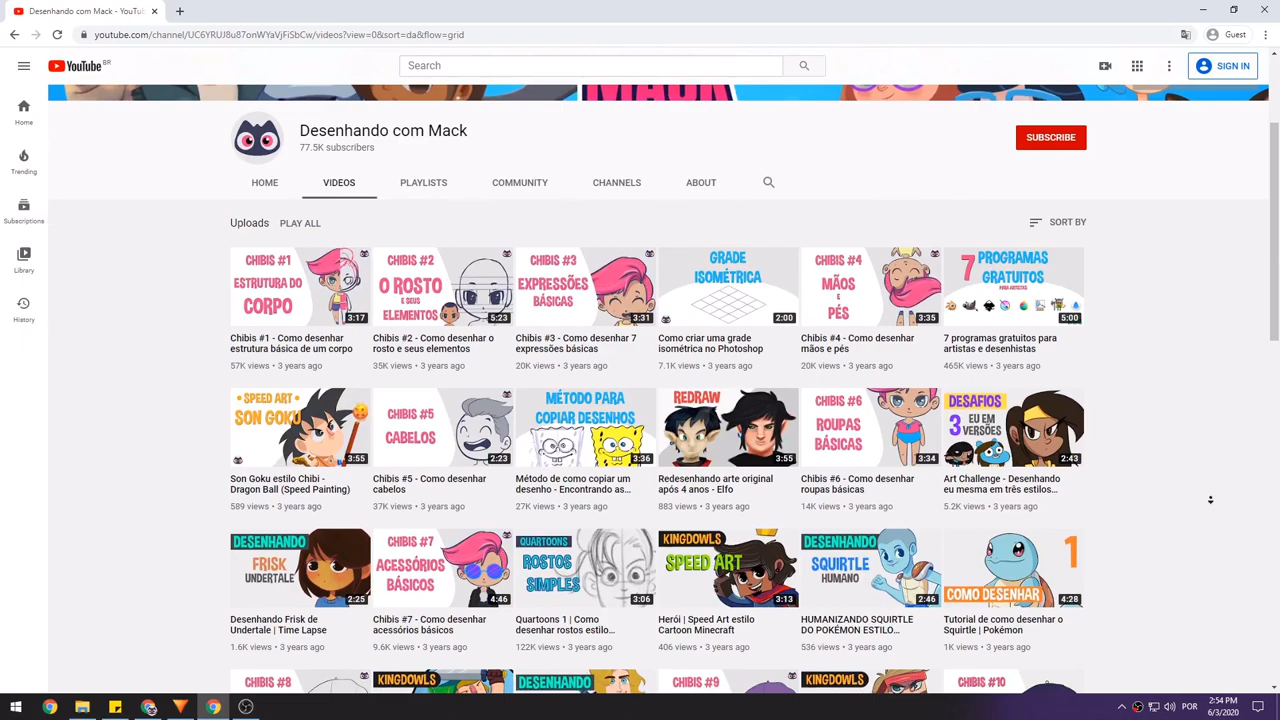 Desenhando com Mack - YouTub
youtube.com/channel/UC6YRUJ8u87onWYaVjFiSbCw/videos?view=0&sort=da&flow=grid
Guest
YouTube BR
Search
SIGN IN
Home
Trending
Subscriptions
Library
History
MACK
Desenhando com Mack
77.5K subscribers
SUBSCRIBE
HOME
VIDEOS
PLAYLISTS
COMMUNITY
CHANNELS
ABOUT
Uploads
PLAY ALL
SORT BY
CHIBIS #1
ESTRUTURA DO
CORPO
3:17
Chibis #1 - Como desenhar
estrutura básica de um corpo
57K views • 3 years ago
CHIBIS #2
O ROSTO
E SEUS
ELEMENTOS
5:23
Chibis #2 - Como desenhar o
rosto e seus elementos
35K views • 3 years ago
CHIBIS #3
EXPRESSÕES
BÁSICAS
3:31
Chibis #3 - Como desenhar 7
expressões básicas
20K views • 3 years ago
GRADE
ISOMÉTRICA
2:00
Como criar uma grade
isométrica no Photoshop
7.1K views • 3 years ago
CHIBIS #4
MÃOS
E
PÉS
3:35
Chibis #4 - Como desenhar
mãos e pés
20K views • 3 years ago
7 PROGRAMAS
GRATUITOS
PARA ARTISTAS
5:00
7 programas gratuitos para
artistas e desenhistas
465K views • 3 years ago
• SPEED ART •
SON GOKU
3:55
Son Goku estilo Chibi -
Dragon Ball (Speed Painting)
589 views • 3 years ago
CHIBIS #5
CABELOS
2:23
Chibis #5 - Como desenhar
cabelos
37K views • 3 years ago
MÉTODO PARA
COPIAR DESENHOS
3:36
Método de como copiar um
desenho - Encontrando as...
27K views • 3 years ago
REDRAW
3:55
Redesenhando arte original
após 4 anos - Elfo
883 views • 3 years ago
CHIBIS #6
ROUPAS
BÁSICAS
3:34
Chibis #6 - Como desenhar
roupas básicas
14K views • 3 years ago
DESAFIOS
3 EU EM
VERSÕES
2:43
Art Challenge - Desenhando
eu mesma em três estilos...
5.2K views • 3 years ago
DESENHANDO
FRISK
UNDERTALE
2:25
Desenhando Frisk de
Undertale | Time Lapse
1.6K views • 3 years ago
CHIBIS #7
ACESSÓRIOS
BÁSICOS
4:46
Chibis #7 - Como desenhar
acessórios básicos
9.6K views • 3 years ago
QUARTOONS
ROSTOS
SIMPLES
3:06
Quartoons 1 | Como
desenhar rostos estilo...
122K views • 3 years ago
KINGDOWLS
SPEED ART
3:13
Herói | Speed Art estilo
Cartoon Minecraft
406 views • 3 years ago
DESENHANDO
SQUIRTLE
HUMANO
2:46
HUMANIZANDO SQUIRTLE
DO POKÉMON ESTILO...
536 views • 3 years ago
1
COMO DESENHAR
4:28
Tutorial de como desenhar o
Squirtle | Pokémon
1K views • 3 years ago
CHIBIS #8
KINGDOWLS
DESENHANDO
CHIBIS #9
KINGDOWLS
CHIBIS #10
POR
2:54 PM
6/3/2020